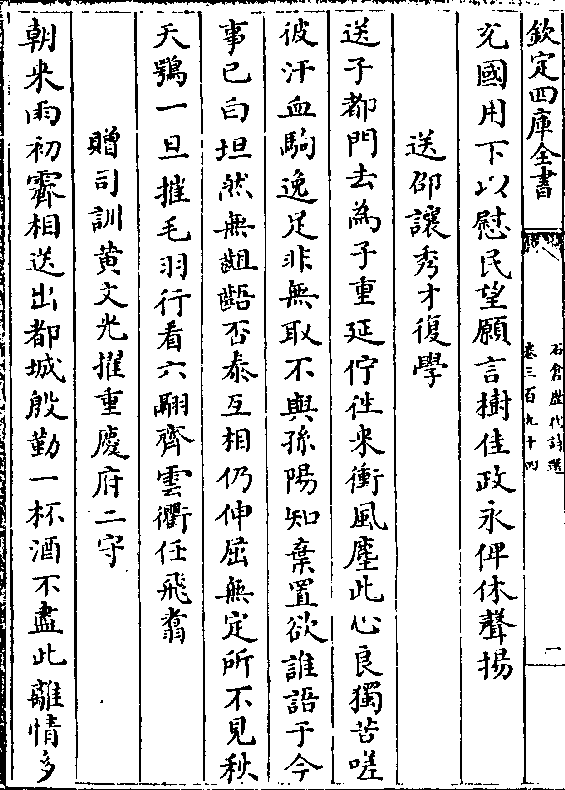 欽定四庫全書
石倉歷代詩選
卷三百九十四
二
充國用下以慰民望願言樹佳政永俾休聲揚
送邵讓秀才復學
送子都門去為子重延佇徃来衝風塵此心良獨苦嗟
彼汗血駒逸足非無取不與孫陽知棄置欲誰語于今
事已白坦然無齟齬否泰互相仍伸屈無定所不見秋
天鶚一旦摧毛羽行看六翮齊雲衢任飛翥
贈司訓黄文光擢重慶府二守
朝来雨初霽相送出都城殷勤一杯酒不盡此離情多